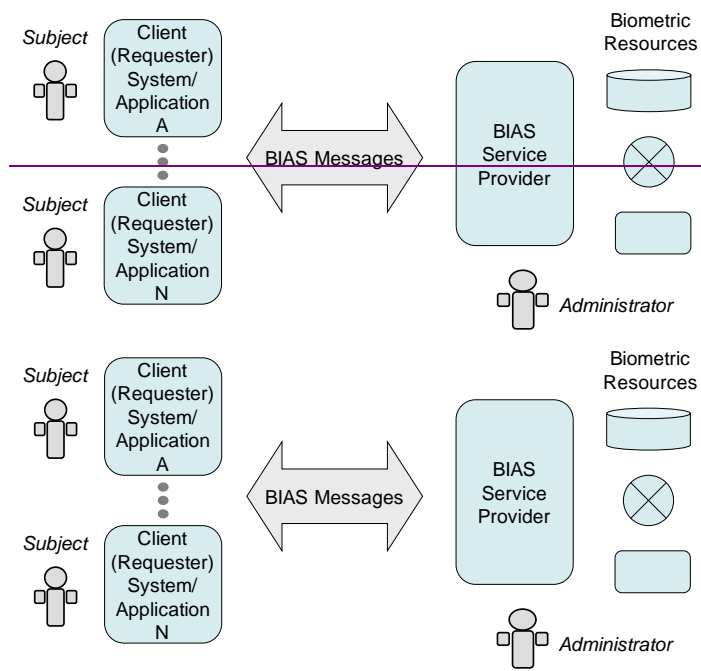 Subject
Client
(Requester)
System/
Application
A
Biometric
Resources
BIAS Messages
BIAS
Service
Provider
Subject
Client
(Requester)
System/
Application
N
Administrator
Subject
Client
(Requester)
System/
Application
A
Biometric
Resources
BIAS Messages
BIAS
Service
Provider
Subject
Client
(Requester)
System/
Application
N
Administrator